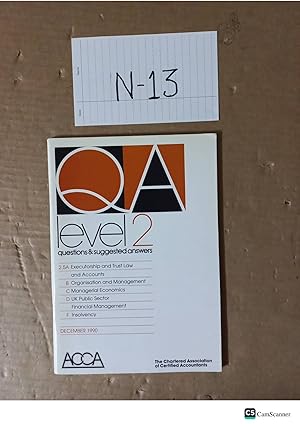 N-13
QA
level 2
questions & suggested answers
2.5A Executorship and Trust Law
and Accounts
B Organisation and Management
C Managerial Economics
D UK Public Sector
Financial Management
F Insolvency
DECEMBER 1990
ACCA
The Chartered Association
of Certified Accountants
CS CamScanner